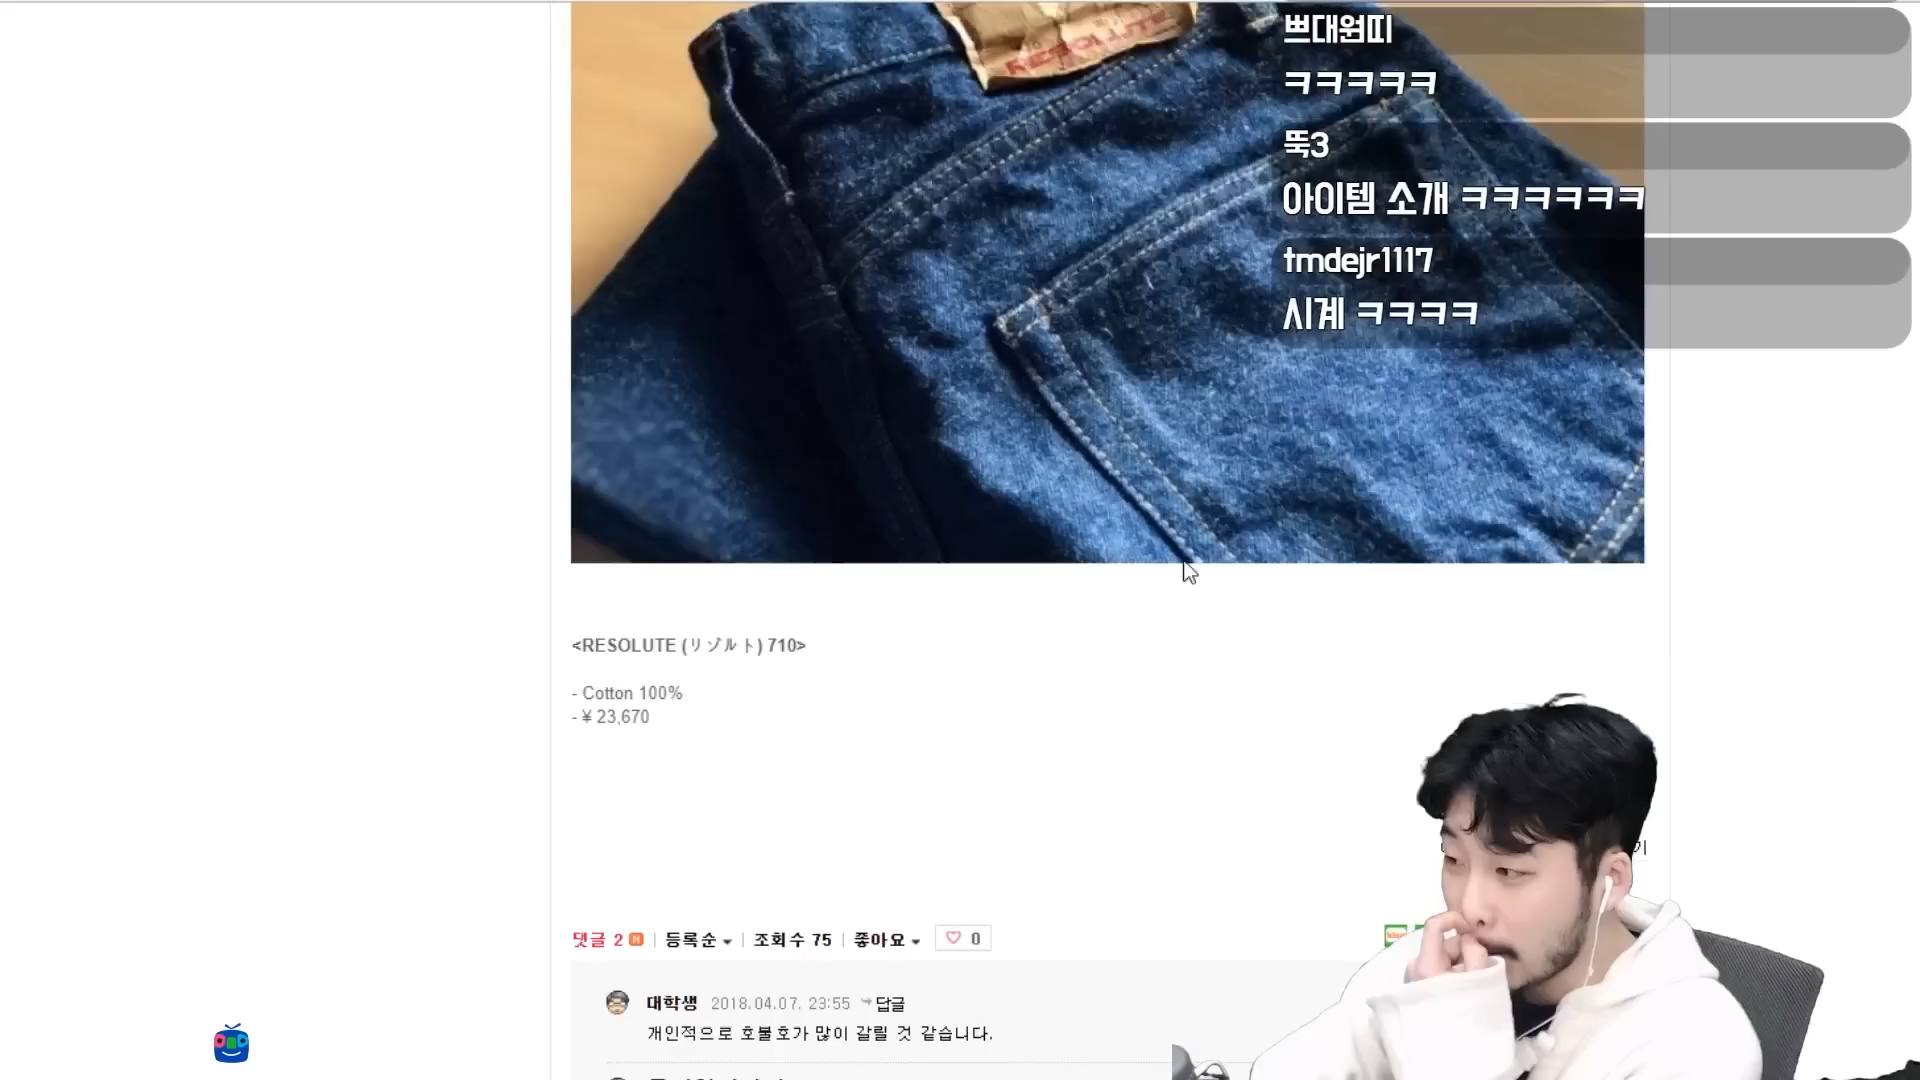 RESOLUTE
쁘대원띠
ㅋㅋㅋㅋㅋ
뚝3
아이템 소개 ㅋㅋㅋㅋㅋㅋ
tmdejr1117
시계 ㅋㅋㅋㅋ
<RESOLUTE (リゾルト) 710>
- Cotton 100%
- ¥ 23,670
기
댓글 2 N | 등록순 | 조회수 75 | 좋아요 0
대학생 2018.04.07. 23:55 답글
개인적으로 호불호가 많이 갈릴 것 같습니다.